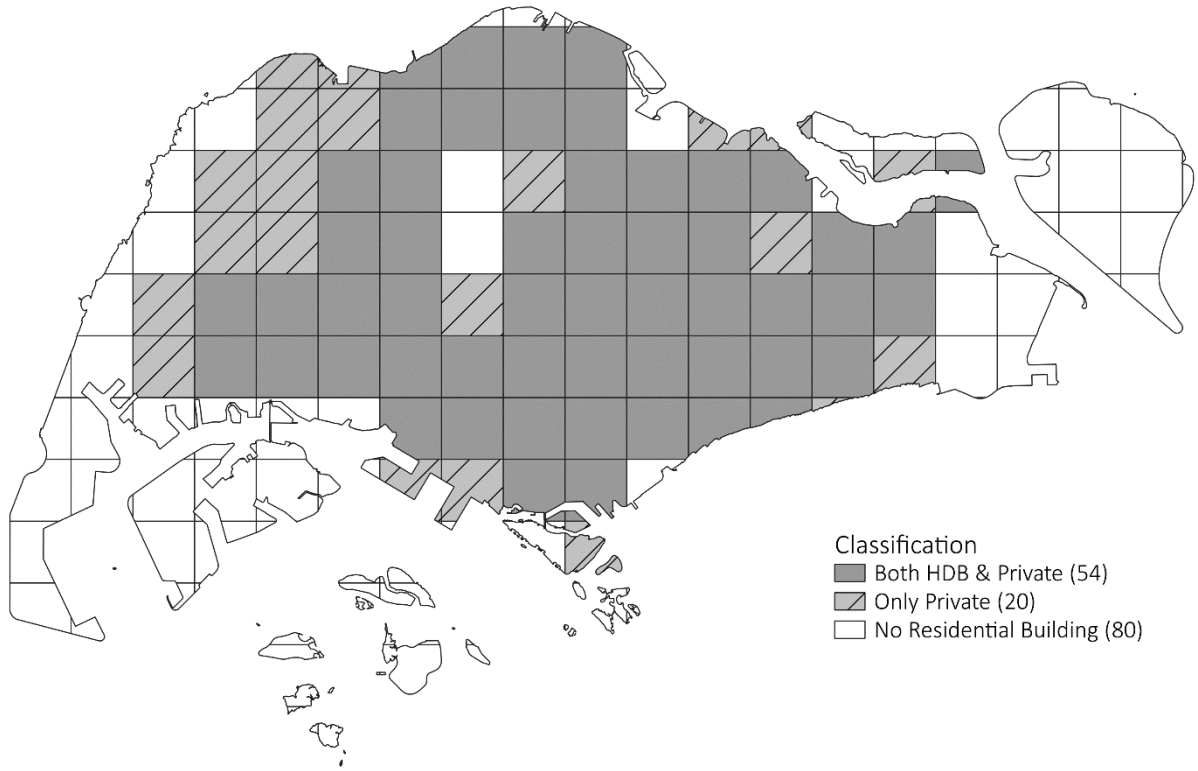 Classification
Both HDB & Private (54)
Only Private (20)
No Residential Building (80)